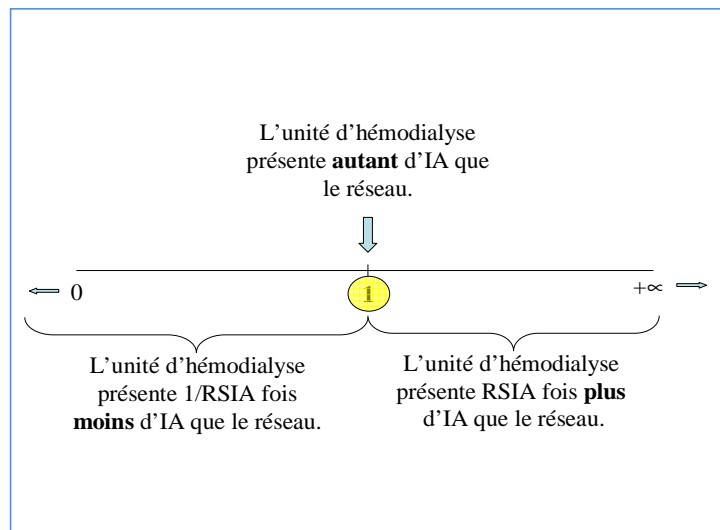 L’unité d’hémodialyse
présente autant d’IA que
le réseau.
0
1
+∞
L’unité d’hémodialyse
présente 1/RSIA fois
moins d’IA que le réseau.
L’unité d’hémodialyse
présente RSIA fois plus
d’IA que le réseau.